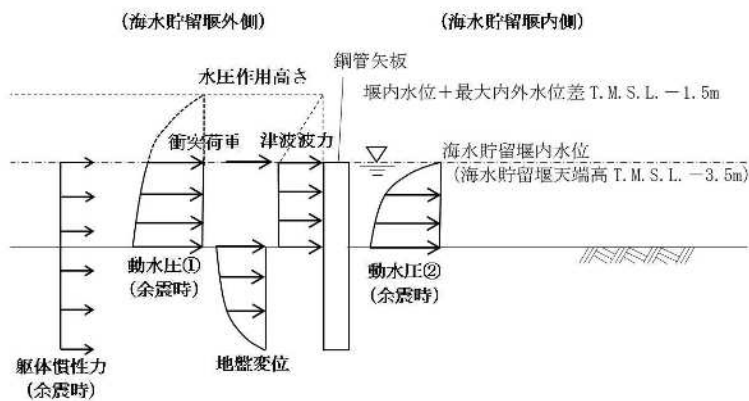 (海水貯留堰外側)
(海水貯留堰内側)
鋼管矢板
水圧作用高さ
堰内水位+最大内外水位差 T.M.S.L.-1.5m
衝突荷重
津波波力
海水貯留堰内水位
(海水貯留堰天端高 T.M.S.L.-3.5m)
動水圧①
(余震時)
動水圧②
(余震時)
地盤変位
躯体慣性力
(余震時)